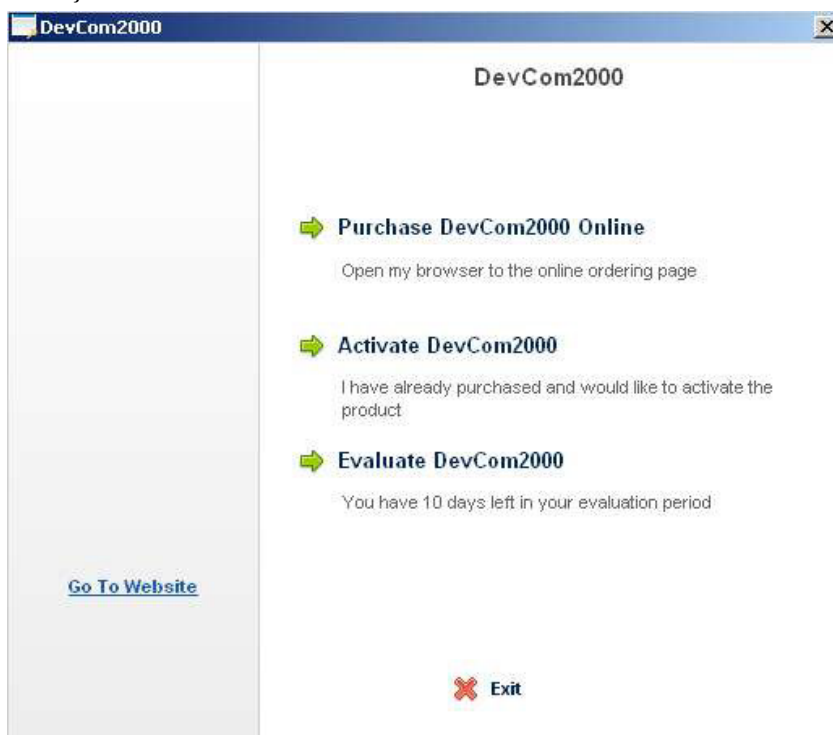 DevCom2000
DevCom2000
Purchase DevCom2000 Online
Open my browser to the online ordering page
Activate DevCom2000
I have already purchased and would like to activate the
product
Evaluate DevCom2000
You have 10 days left in your evaluation period
Go To Website
Exit